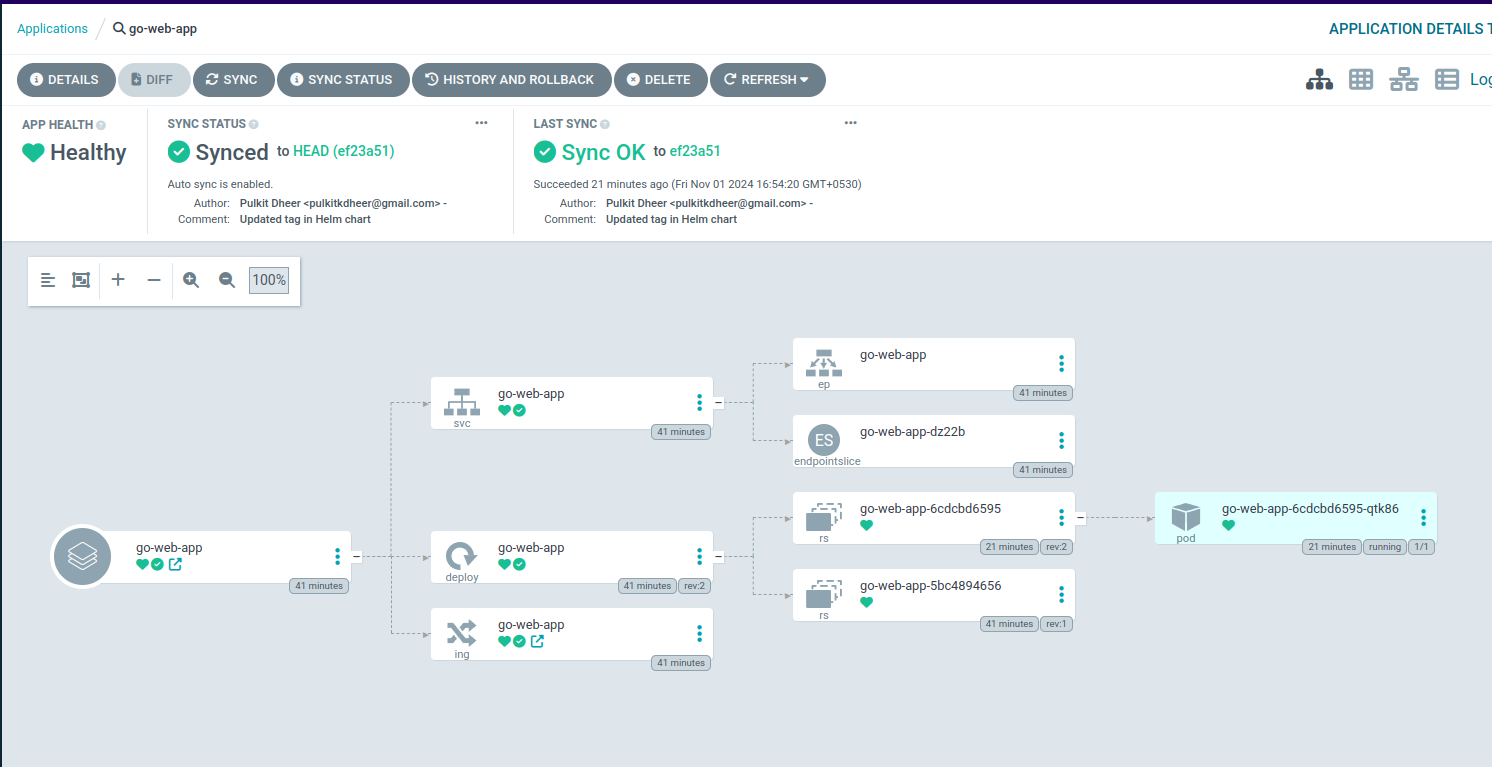 Applications / go-web-app
APPLICATION DETAILS T
DETAILS DIFF SYNC SYNC STATUS HISTORY AND ROLLBACK DELETE REFRESH
Log
APP HEALTH
Healthy
SYNC STATUS
Synced to HEAD (ef23a51)
Auto sync is enabled.
Author: Pulkit Dheer <pulkitkdheer@gmail.com> -
Comment: Updated tag in Helm chart
LAST SYNC
Sync OK to ef23a51
Succeeded 21 minutes ago (Fri Nov 01 2024 16:54:20 GMT+0530)
Author: Pulkit Dheer <pulkitkdheer@gmail.com> -
Comment: Updated tag in Helm chart
100%
go-web-app
41 minutes
go-web-app
svc
41 minutes
go-web-app
deploy
41 minutes rev:2
go-web-app
ing
41 minutes
go-web-app
ep
41 minutes
ES
go-web-app-dz22b
endpointslice
41 minutes
go-web-app-6cdcbd6595
rs
21 minutes rev:2
go-web-app-5bc4894656
rs
41 minutes rev:1
go-web-app-6cdcbd6595-qtk86
pod
21 minutes running 1/1